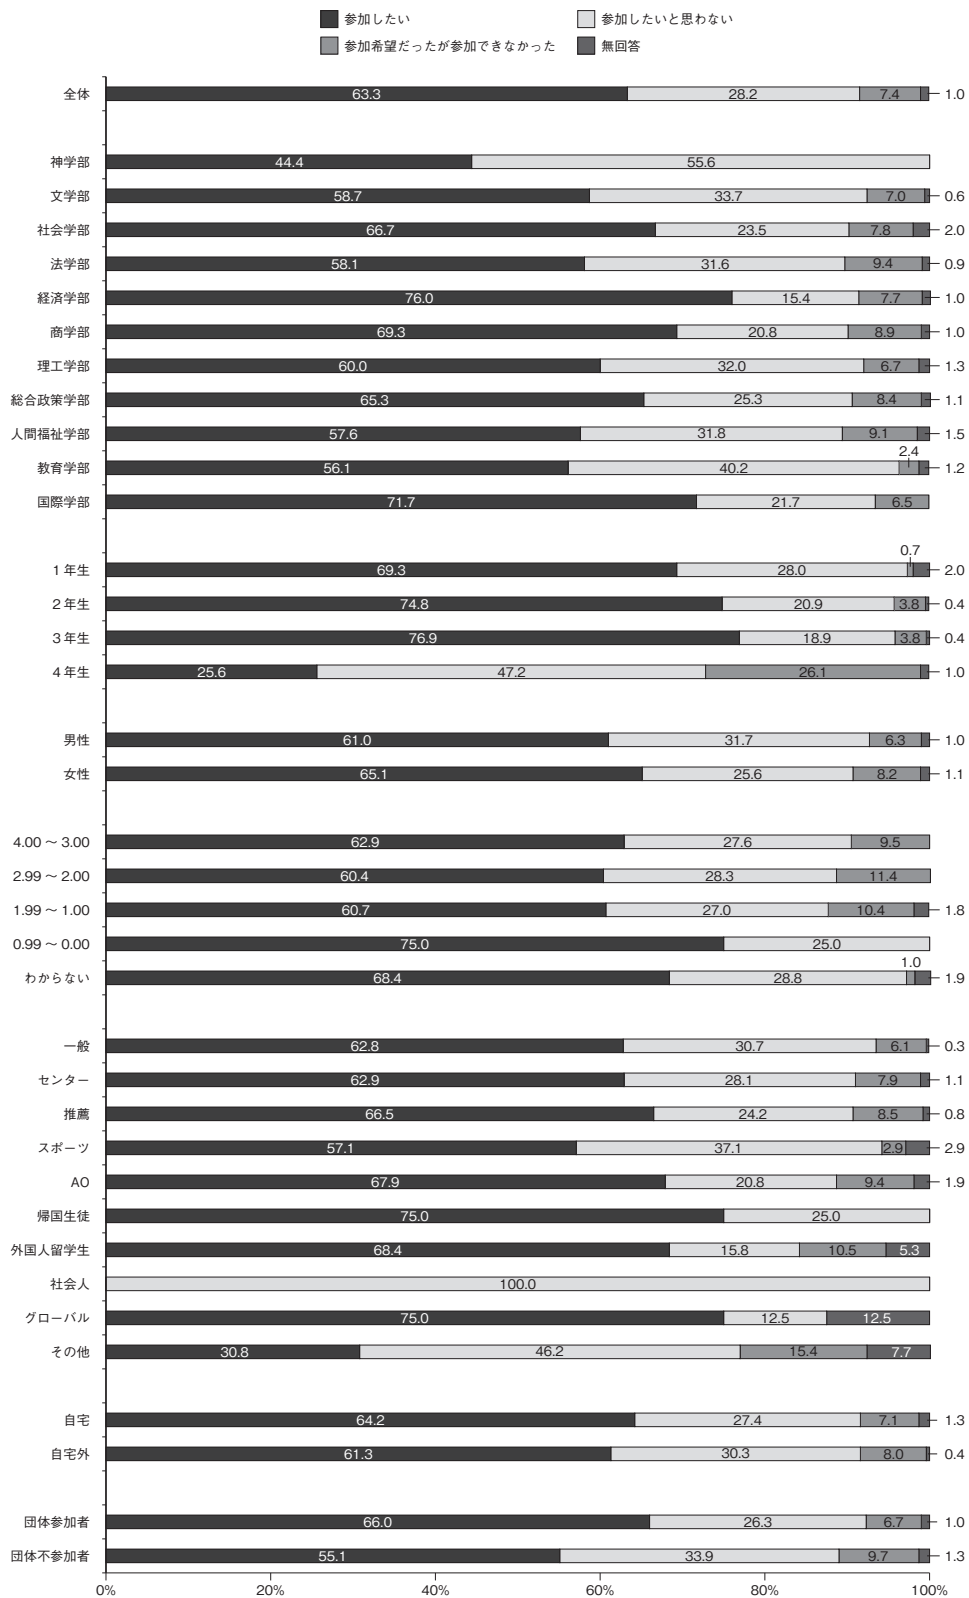 参加したい 参加したいと思わない
参加希望だったが参加できなかった 無回答
全体 63.3 28.2 7.4 1.0
神学部 44.4 55.6
文学部 58.7 33.7 7.0 0.6
社会学部 66.7 23.5 7.8 2.0
法学部 58.1 31.6 9.4 0.9
経済学部 76.0 15.4 7.7 1.0
商学部 69.3 20.8 8.9 1.0
理工学部 60.0 32.0 6.7 1.3
総合政策学部 65.3 25.3 8.4 1.1
人間福祉学部 57.6 31.8 9.1 1.5
教育学部 56.1 40.2 2.4 1.2
国際学部 71.7 21.7 6.5
1年生 69.3 28.0 0.7 2.0
2年生 74.8 20.9 3.8 0.4
3年生 76.9 18.9 3.8 0.4
4年生 25.6 47.2 26.1 1.0
男性 61.0 31.7 6.3 1.0
女性 65.1 25.6 8.2 1.1
4.00 ～ 3.00 62.9 27.6 9.5
2.99 ～ 2.00 60.4 28.3 11.4
1.99 ～ 1.00 60.7 27.0 10.4 1.8
0.99 ～ 0.00 75.0 25.0
わからない 68.4 28.8 1.0 1.9
一般 62.8 30.7 6.1 0.3
センター 62.9 28.1 7.9 1.1
推薦 66.5 24.2 8.5 0.8
スポーツ 57.1 37.1 2.9 2.9
AO 67.9 20.8 9.4 1.9
帰国生徒 75.0 25.0
外国人留学生 68.4 15.8 10.5 5.3
社会人 100.0
グローバル 75.0 12.5 12.5
その他 30.8 46.2 15.4 7.7
自宅 64.2 27.4 7.1 1.3
自宅外 61.3 30.3 8.0 0.4
団体参加者 66.0 26.3 6.7 1.0
団体不参加者 55.1 33.9 9.7 1.3
0% 20% 40% 60% 80% 100%